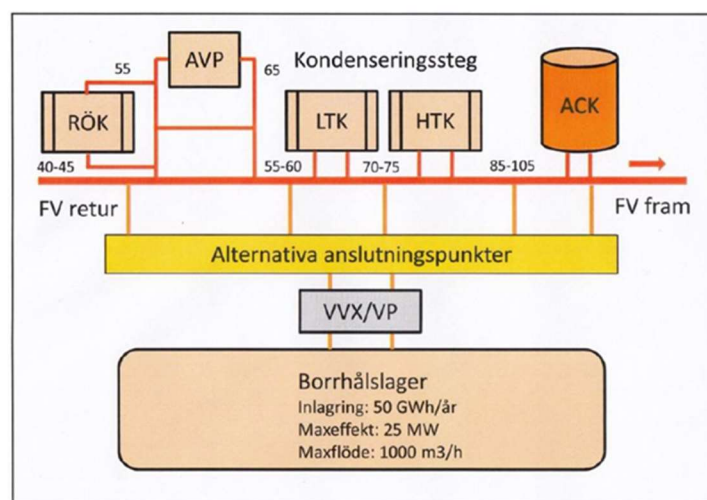 AVP
55
65
Kondenseringssteg
RÖK
LTK
HTK
ACK
40-45
55-60
70-75
85-105
FV retur
FV fram
Alternativa anslutningspunkter
VVX/VP
Borrhålslager
Inlagring: 50 GWh/år
Maxeffekt: 25 MW
Maxflöde: 1000 m3/h